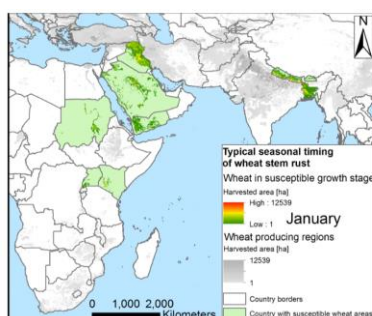 N
Typical seasonal timing
of wheat stem rust
Wheat in susceptible growth stage
Harvested area [ha]
High : 12539
Low : 1
January
Wheat producing regions
Harvested area [ha]
12539
1
Country borders
Country with susceptible wheat areas
0 1,000 2,000
Kilometers